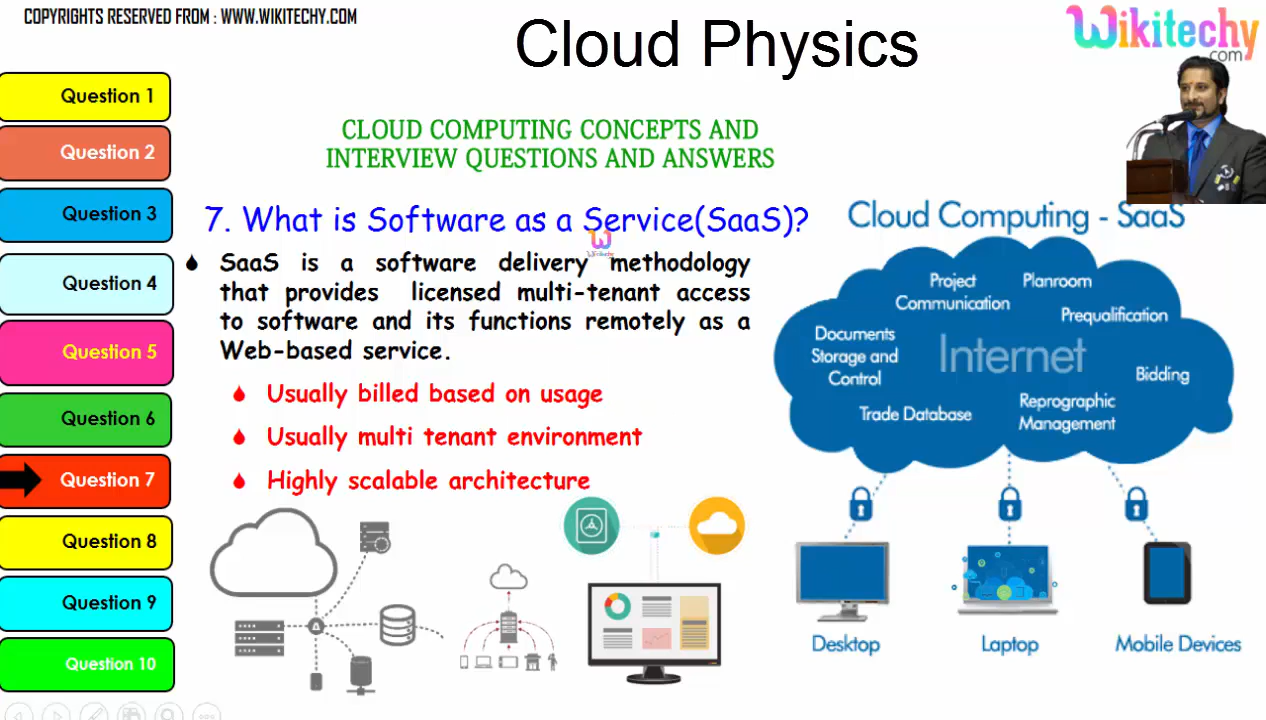 COPYRIGHTS RESERVED FROM : WWW.WIKITECHY.COM
Cloud Physics
Wikitechy
.com
CLOUD COMPUTING CONCEPTS AND
INTERVIEW QUESTIONS AND ANSWERS
Question 1
Question 2
Question 3
Question 4
Question 5
Question 6
Question 7
Question 8
Question 9
Question 10
7. What is Software as a Service(SaaS)?
Wikitechy
SaaS is a software delivery methodology
that provides licensed multi-tenant access
to software and its functions remotely as a
Web-based service.
Usually billed based on usage
Usually multi tenant environment
Highly scalable architecture
Cloud Computing - SaaS
Project
Communication
Planroom
Prequalification
Documents
Storage and
Control
Internet
Bidding
Trade Database
Reprographic
Management
Desktop
Laptop
Mobile Devices